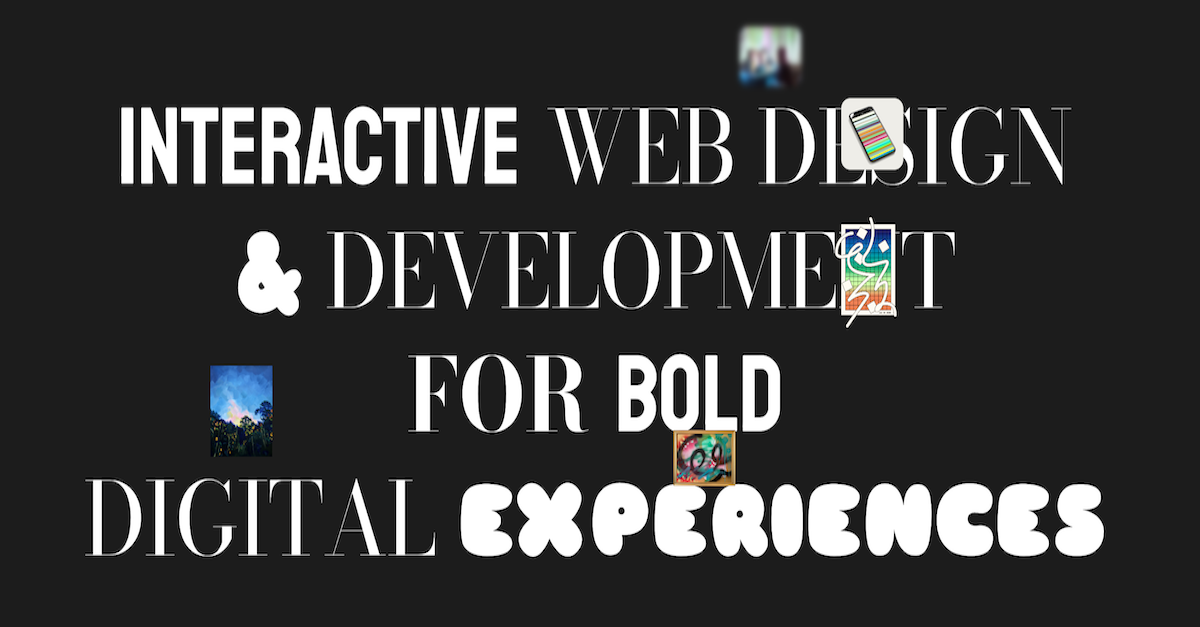 INTERACTIVE WEB DESIGN
& DEVELOPMENT
FOR BOLD
DIGITAL EXPERIENCES